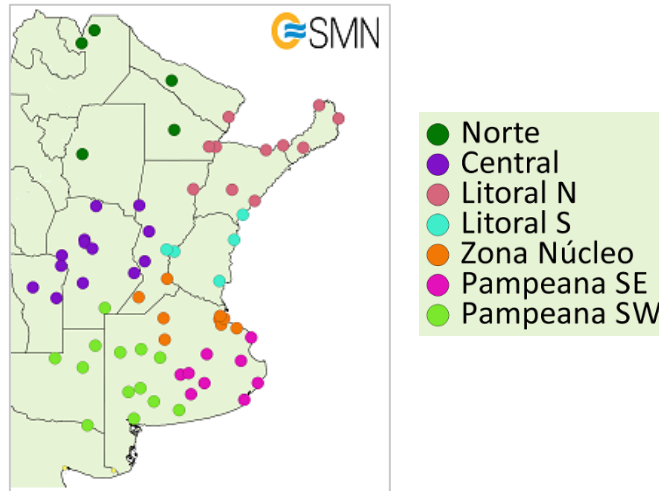 SMN
Norte
Central
Litoral N
Litoral S
Zona Núcleo
Pampeana SE
Pampeana SW